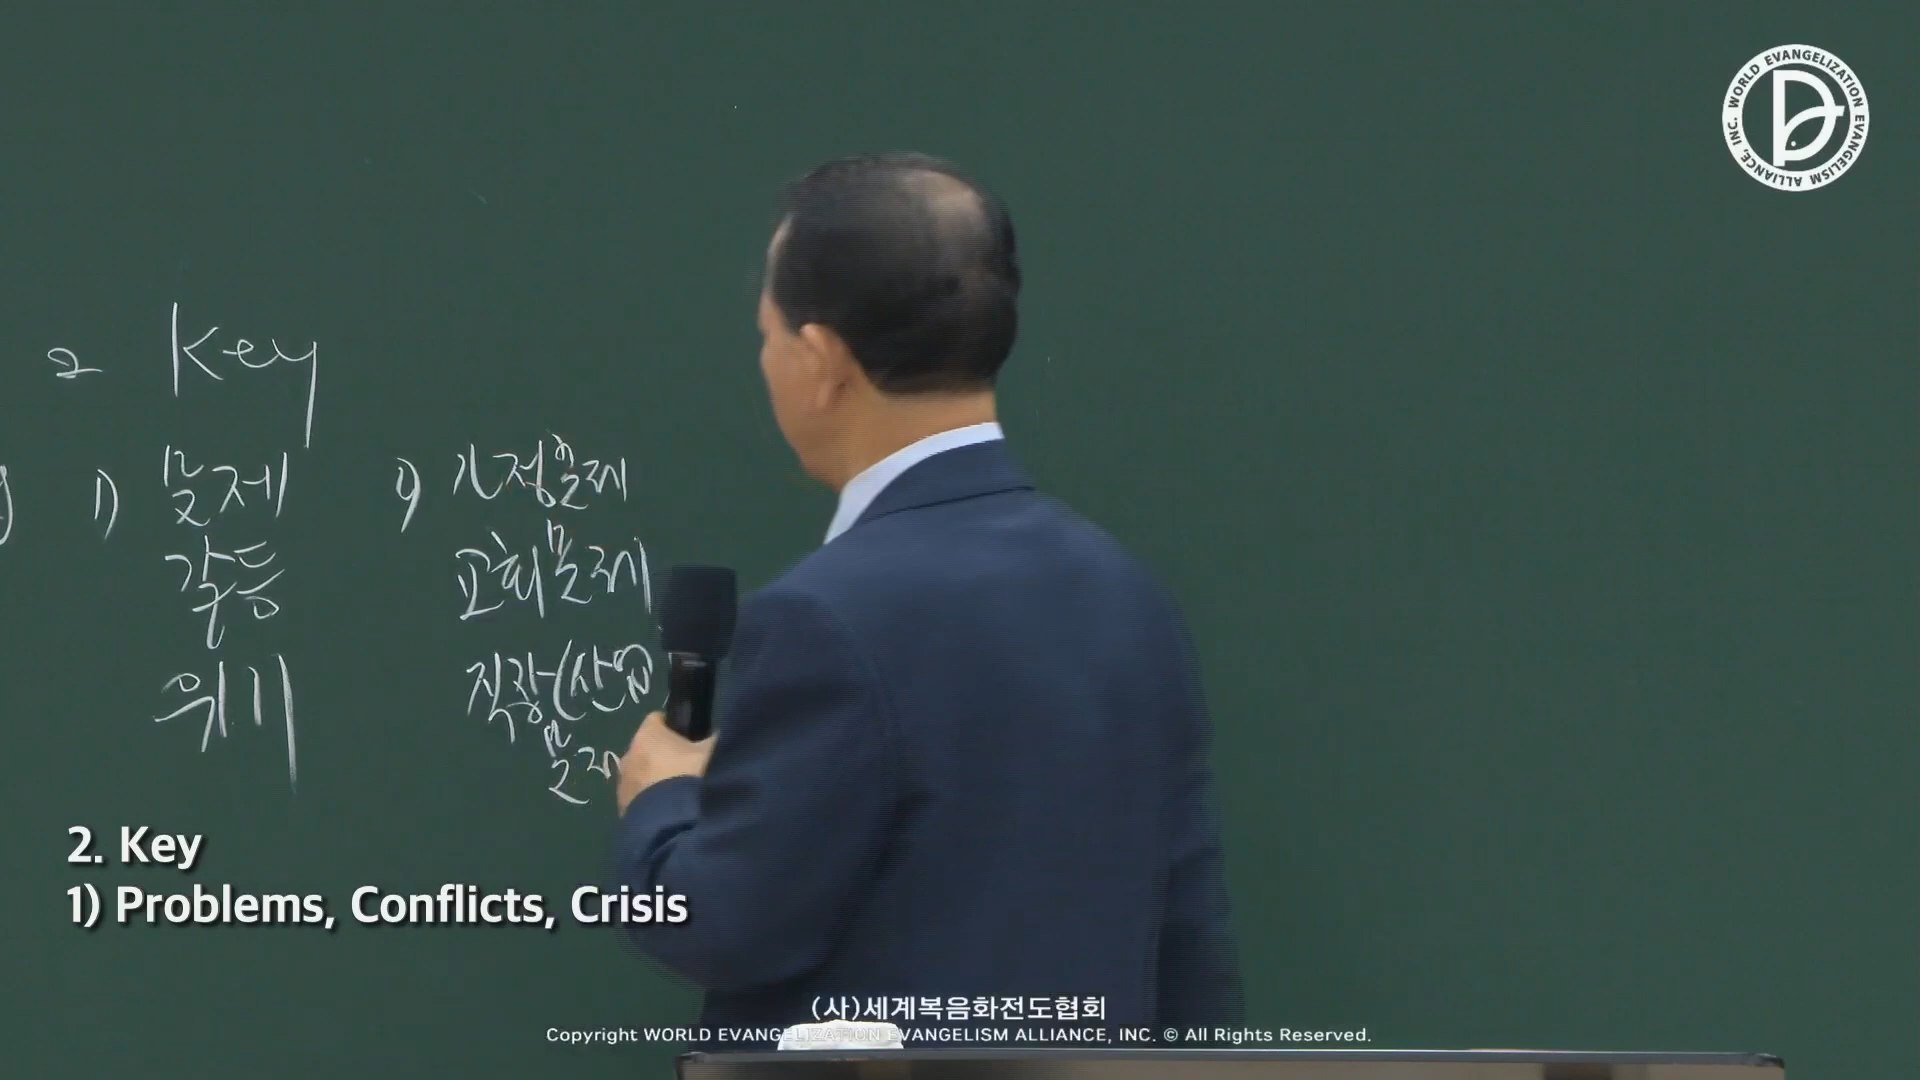 WORLD EVANGELIZATION EVANGELISM ALLIANCE, INC.
2 Key
1) 문제
갈등
위기
1) 가정문제
교회문제
직장(산업)
문제
2. Key
1) Problems, Conflicts, Crisis
(사)세계복음화전도협회
Copyright WORLD EVANGELIZATION EVANGELISM ALLIANCE, INC. © All Rights Reserved.